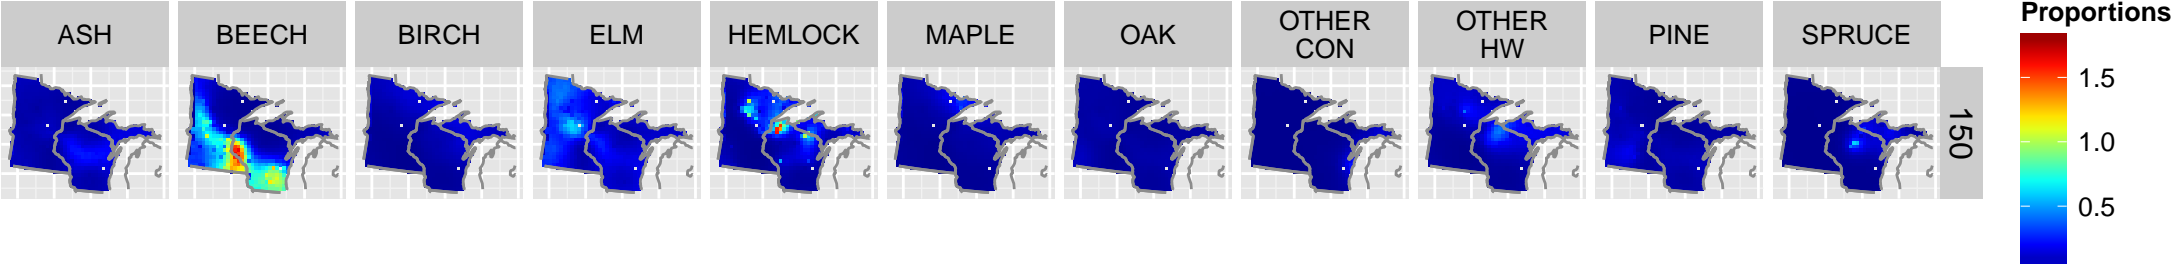 ASH
BEECH
BIRCH
ELM
HEMLOCK
MAPLE
OAK
OTHER
CON
OTHER
HW
PINE
SPRUCE
150
Proportions
1.5
1.0
0.5